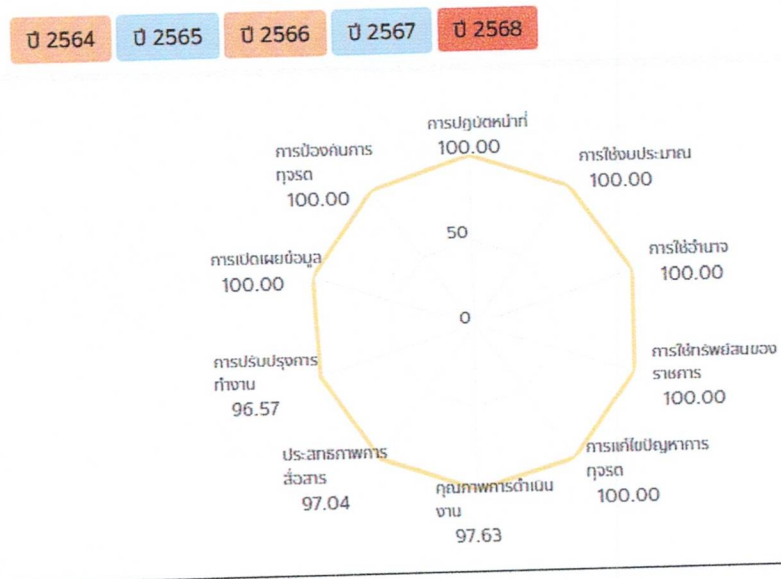 ปี 2564
ปี 2565
ปี 2566
ปี 2567
ปี 2568
การปฏิบัติหน้าที่
100.00
การใช้งบประมาณ
100.00
การใช้อำนาจ
100.00
การใช้ทรัพย์สินของ
ราชการ
100.00
การแก้ไขปัญหาการ
ทุจริต
100.00
คุณภาพการดำเนิน
งาน
97.63
ประสิทธิภาพการ
สื่อสาร
97.04
การปรับปรุงการ
ทำงาน
96.57
การเปิดเผยข้อมูล
100.00
การป้องกันการ
ทุจริต
100.00
50
0